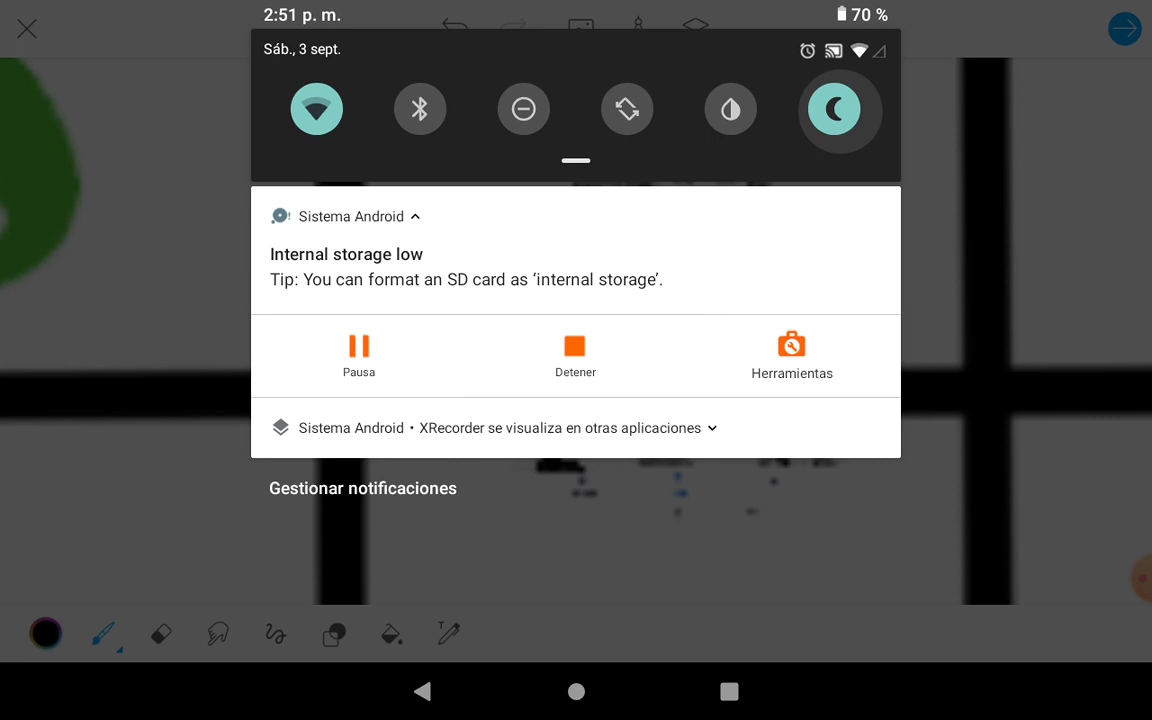 2:51 p. m.
70 %
Sáb., 3 sept.
Sistema Android
Internal storage low
Tip: You can format an SD card as ‘internal storage’.
Pausa
Detener
Herramientas
Sistema Android • XRecorder se visualiza en otras aplicaciones
Gestionar notificaciones
T